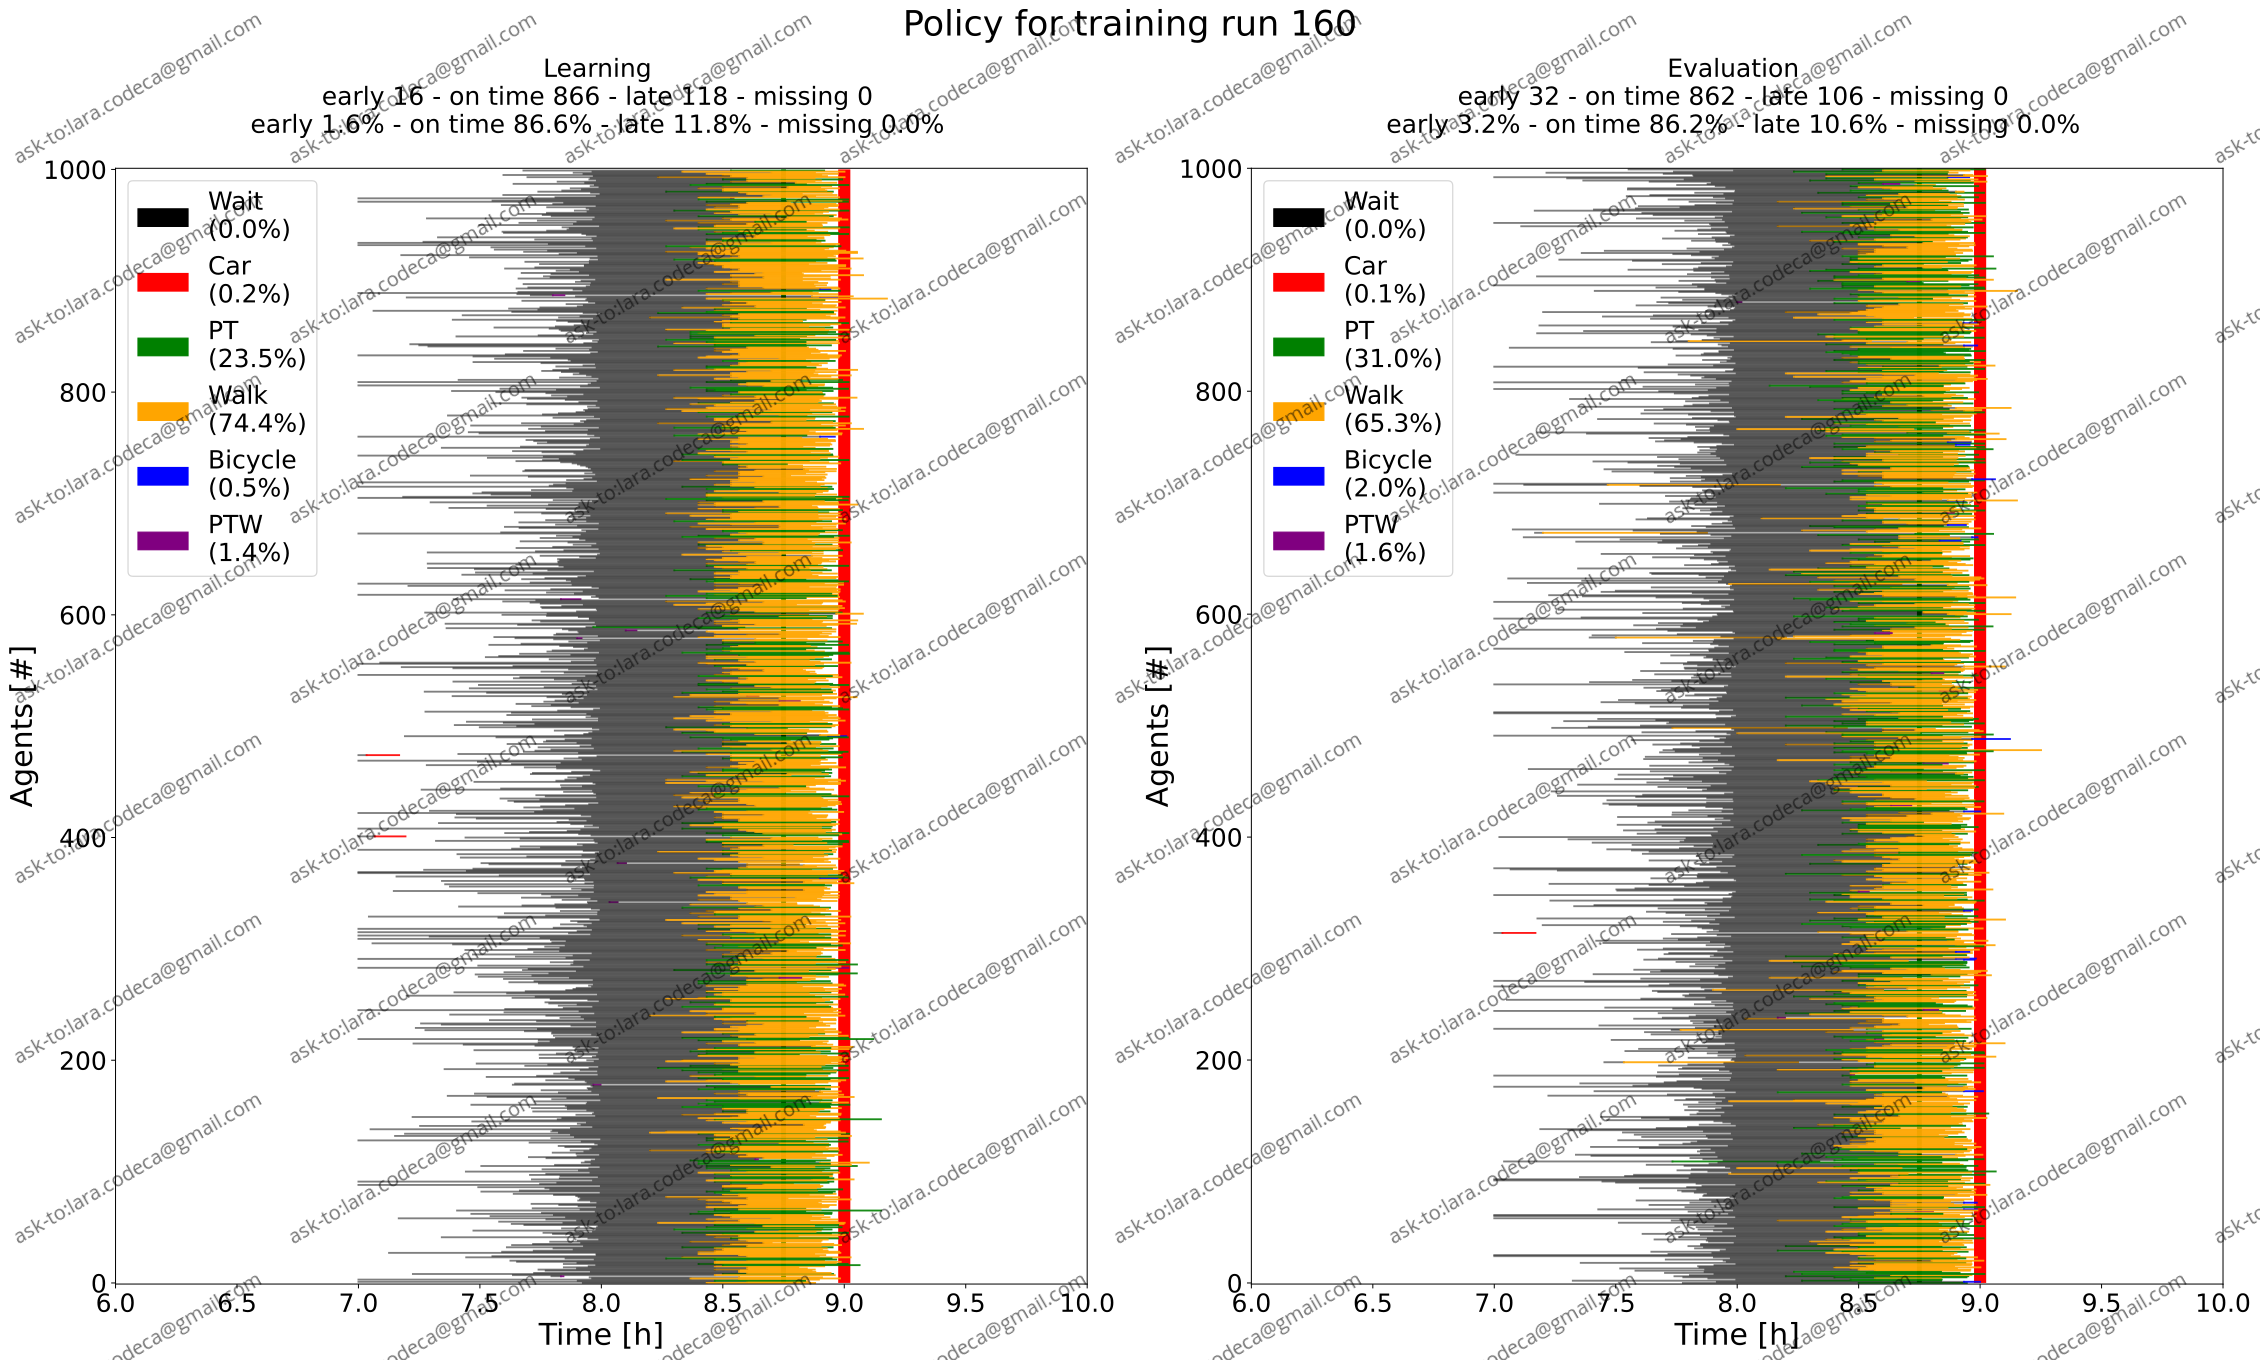 Policy for training run 160
Learning
early 16 - on time 866 - late 118 - missing 0
early 1.6% - on time 86.6% - late 11.8% - missing 0.0%
1000
800
600
400
200
0
Agents [#]
Wait
(0.0%)
Car
(0.2%)
PT
(23.5%)
Walk
(74.4%)
Bicycle
(0.5%)
PTW
(1.4%)
6.0 6.5 7.0 7.5 8.0 8.5 9.0 9.5 10.0
Time [h]
Evaluation
early 32 - on time 862 - late 106 - missing 0
early 3.2% - on time 86.2% - late 10.6% - missing 0.0%
1000
800
600
400
200
0
Agents [#]
Wait
(0.0%)
Car
(0.1%)
PT
(31.0%)
Walk
(65.3%)
Bicycle
(2.0%)
PTW
(1.6%)
6.0 6.5 7.0 7.5 8.0 8.5 9.0 9.5 10.0
Time [h]
ask-to:lara.codeca@gmail.com